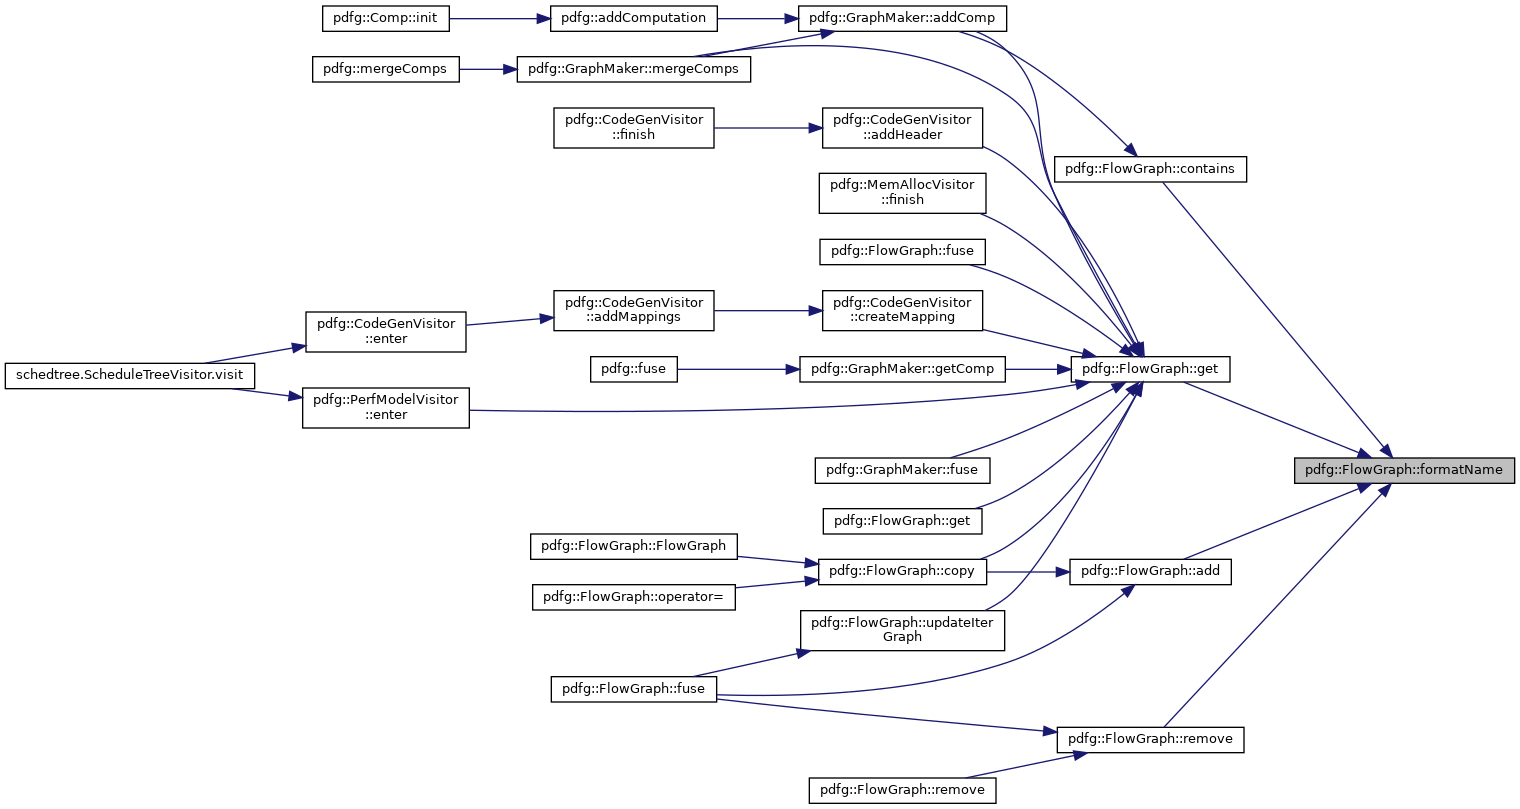 pdfg::Comp::init
pdfg::addComputation
pdfg::GraphMaker::addComp
pdfg::mergeComps
pdfg::GraphMaker::mergeComps
pdfg::CodeGenVisitor
::finish
pdfg::CodeGenVisitor
::addHeader
pdfg::FlowGraph::contains
pdfg::MemAllocVisitor
::finish
pdfg::FlowGraph::fuse
pdfg::CodeGenVisitor
::enter
pdfg::CodeGenVisitor
::addMappings
pdfg::CodeGenVisitor
::createMapping
schedtree.ScheduleTreeVisitor.visit
pdfg::fuse
pdfg::GraphMaker::getComp
pdfg::FlowGraph::get
pdfg::PerfModelVisitor
::enter
pdfg::GraphMaker::fuse
pdfg::FlowGraph::formatName
pdfg::FlowGraph::get
pdfg::FlowGraph::FlowGraph
pdfg::FlowGraph::copy
pdfg::FlowGraph::add
pdfg::FlowGraph::operator=
pdfg::FlowGraph::updateIter
Graph
pdfg::FlowGraph::fuse
pdfg::FlowGraph::remove
pdfg::FlowGraph::remove